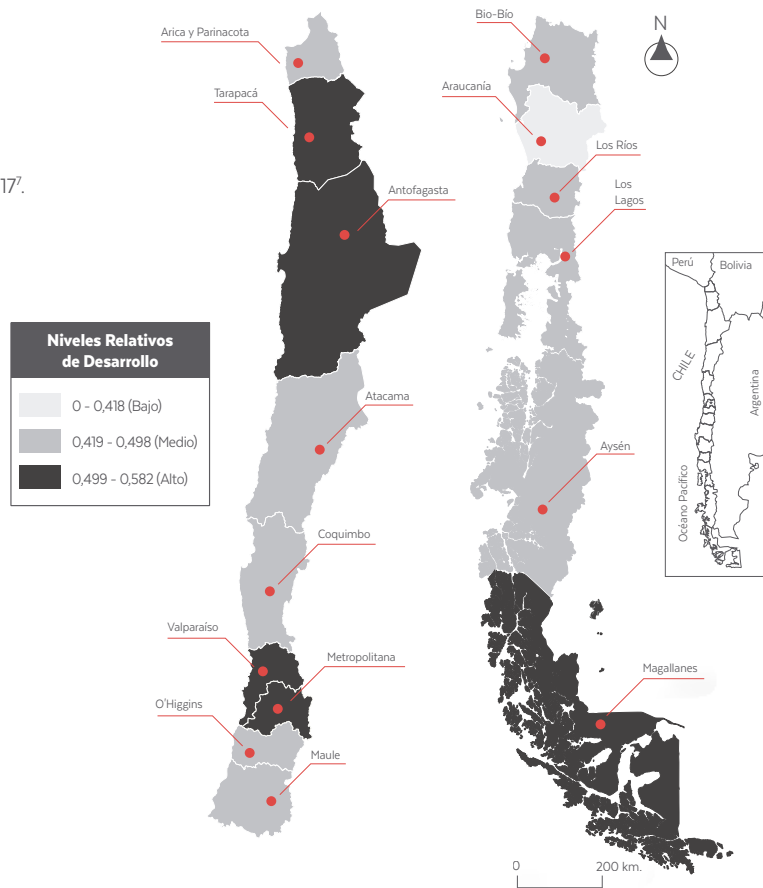 17⁷.
Arica y Parinacota
Tarapacá
Antofagasta
Niveles Relativos
de Desarrollo
0 - 0,418 (Bajo)
0,419 - 0,498 (Medio)
0,499 - 0,582 (Alto)
Atacama
Coquimbo
Valparaíso
Metropolitana
O'Higgins
Maule
Bio-Bío
Araucanía
Los Ríos
Los
Lagos
Aysén
Magallanes
0 200 km.
N
Perú
Bolivia
CHILE
Argentina
Océano Pacífico